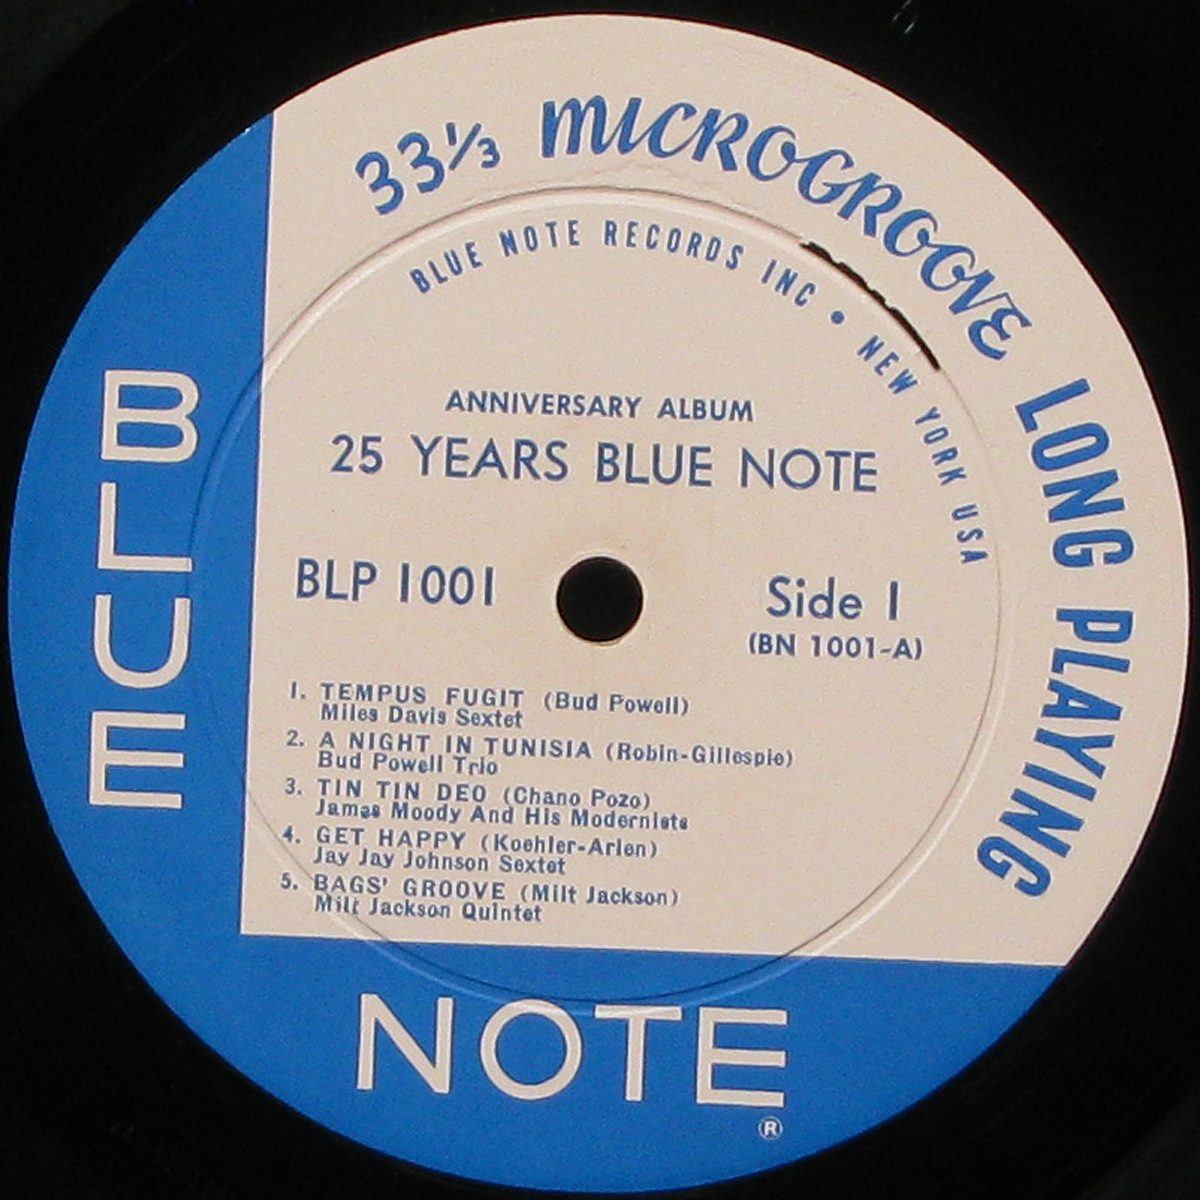 33⅓ MICROGROOVE LONG PLAYING
BLUE NOTE RECORDS INC • NEW YORK USA
ANNIVERSARY ALBUM
25 YEARS BLUE NOTE
BLP 1001
Side 1
(BN 1001-A)
1. TEMPUS FUGIT (Bud Powell)
Miles Davis Sextet
2. A NIGHT IN TUNISIA (Robin-Gillespie)
Bud Powell Trio
3. TIN TIN DEO (Chano Pozo)
James Moody And His Modernists
4. GET HAPPY (Koehler-Arlen)
Jay Jay Johnson Sextet
5. BAGS' GROOVE (Milt Jackson)
Milt Jackson Quintet
BLUE
NOTE
®